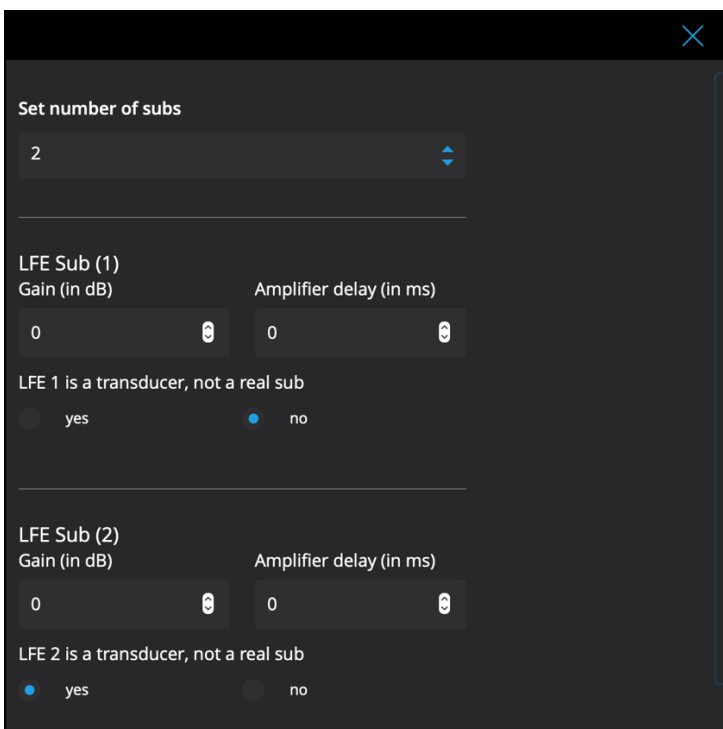 Set number of subs
2
LFE Sub (1)
Gain (in dB) Amplifier delay (in ms)
0 0
LFE 1 is a transducer, not a real sub
yes no
LFE Sub (2)
Gain (in dB) Amplifier delay (in ms)
0 0
LFE 2 is a transducer, not a real sub
yes no